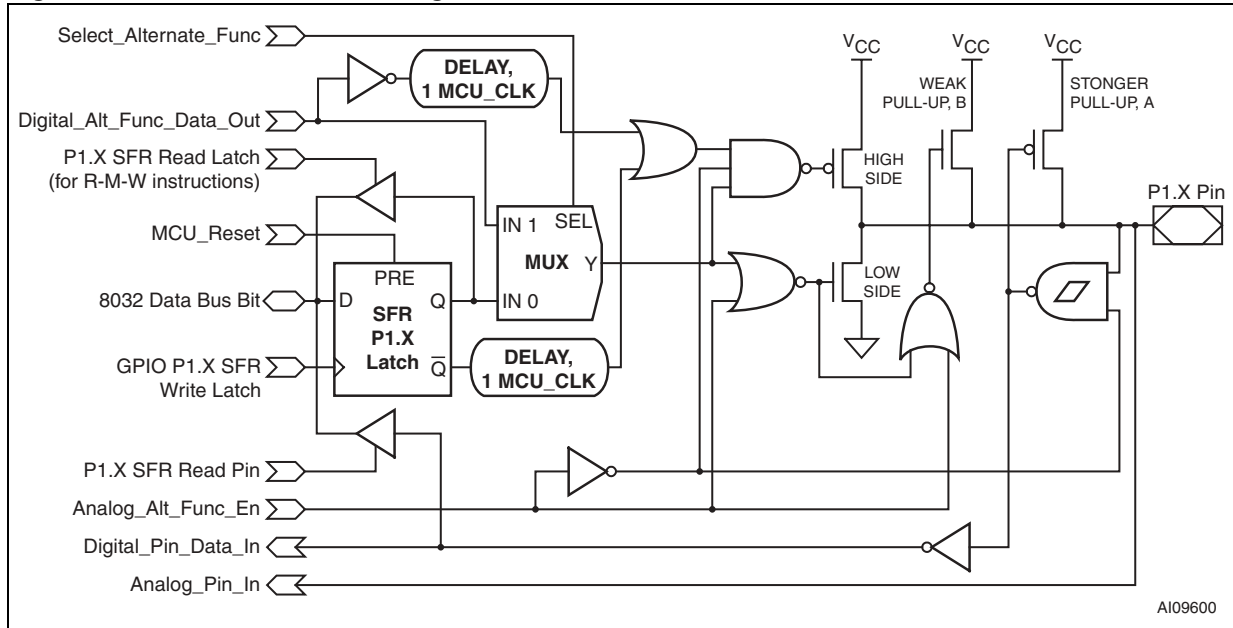 Select_Alternate_Func
DELAY,
1 MCU_CLK
VCC
VCC
VCC
WEAK
PULL-UP, B
STONGER
PULL-UP, A
Digital_Alt_Func_Data_Out
P1.X SFR Read Latch
(for R-M-W instructions)
HIGH
SIDE
P1.X Pin
MCU_Reset
IN 1
SEL
MUX
Y
IN 0
PRE
8032 Data Bus Bit
D
Q
SFR
P1.X
Latch
Q
LOW
SIDE
DELAY,
1 MCU_CLK
GPIO P1.X SFR
Write Latch
P1.X SFR Read Pin
Analog_Alt_Func_En
Digital_Pin_Data_In
Analog_Pin_In
AI09600